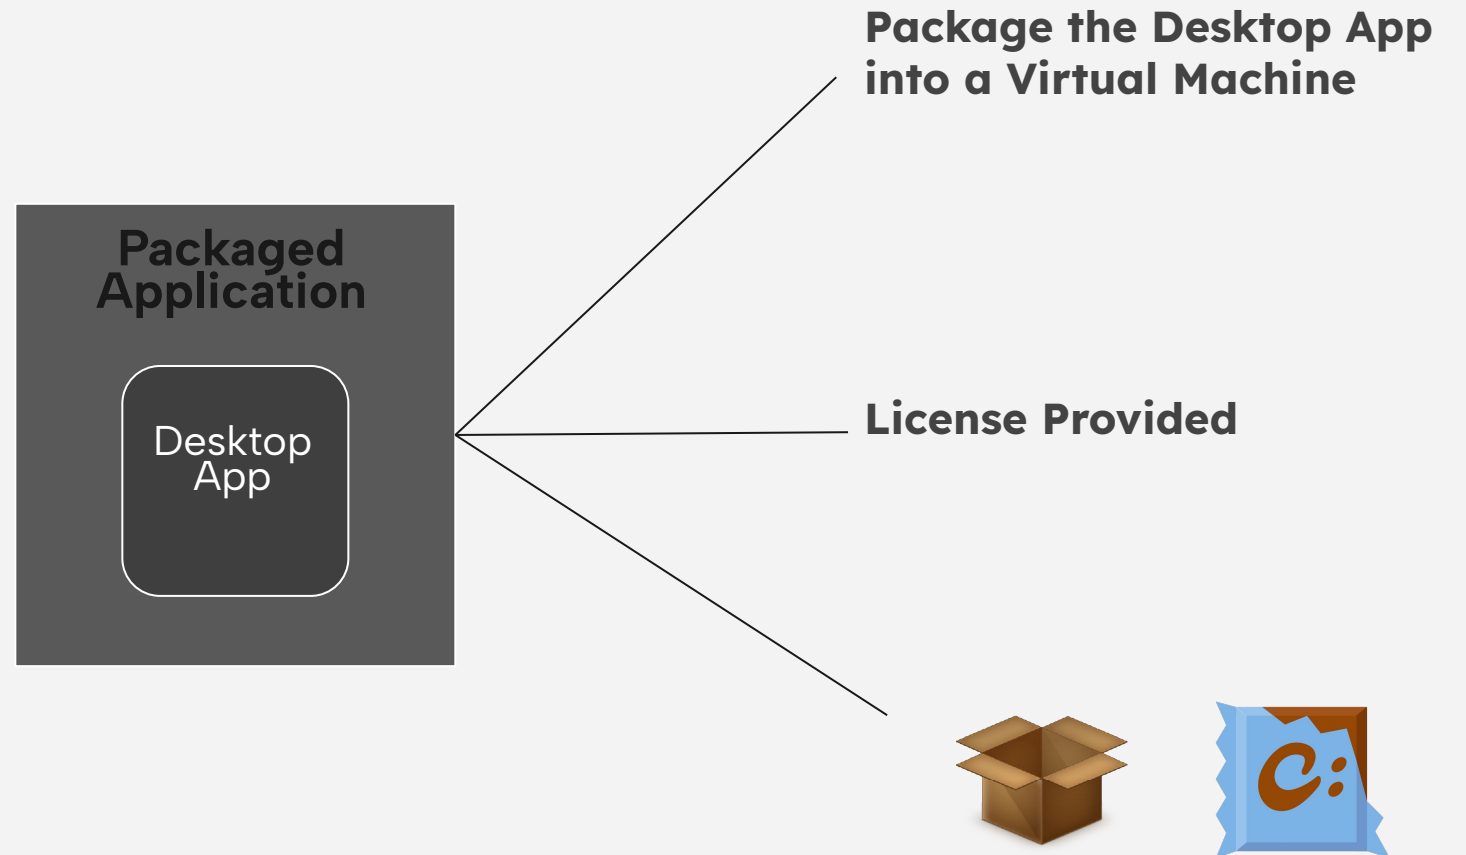 Package the Desktop App
into a Virtual Machine
Packaged
Application
Desktop
App
License Provided
C: